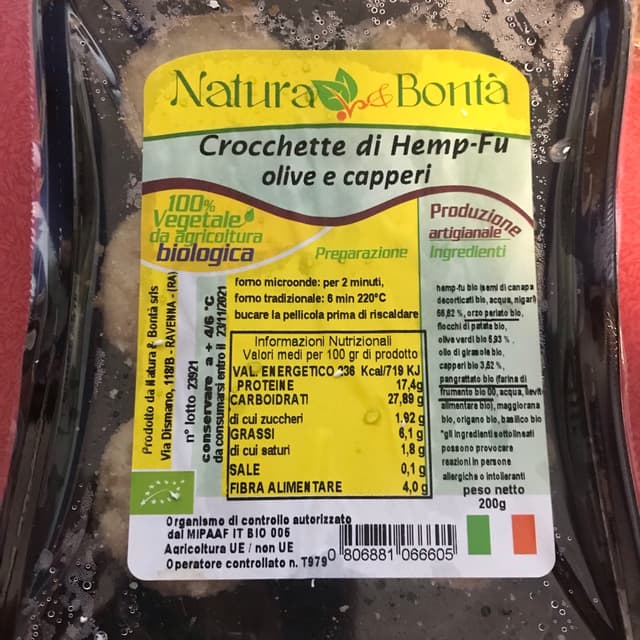 Natura & Bontà
Crocchette di Hemp-Fu
olive e capperi
100%
Vegetale
da agricoltura
biologica
Produzione
artigianale
Preparazione
Ingredienti
forno microonde: per 2 minuti,
forno tradizionale: 6 min 220°C
bucare la pellicola prima di riscaldare
Informazioni Nutrizionali
Valori medi per 100 gr di prodotto
VAL. ENERGETICO 236 Kcal/719 KJ
PROTEINE 17,4g
CARBOIDRATI 27,89 g
di cui zuccheri 1.92 g
GRASSI 6,1 g
di cui saturi 1,8 g
SALE 0,1 g
FIBRA ALIMENTARE 4,0 g
hemp-fu bio (semi di canapa
decorticati bio, acqua, nigari)
66,82 %, orzo perlato bio,
fiocchi di patate bio,
olive verdi bio 6,93 %,
olio di girasole bio,
capperi bio 3,62 %,
pangrattato bio (farina di
frumento bio 00, acqua, lievit
alimentare bio), maggiorana
bio, origano bio, basilico bio
"gli ingredienti sottolineati
possono provocare
reazioni in persone
allergiche o intolleranti
peso netto
200g
Prodotto da Natura & Bontà srls
Via Dismano, 118/B - RAVENNA - (RA)
n° lotto 23921
conservare a + 4/6 °C
da consumarsi entro il 23/11/2021
Organismo di controllo autorizzato
dal MIPAAF IT BIO 006
Agricoltura UE / non UE
Operatore controllato n. T979
0 806881 066605